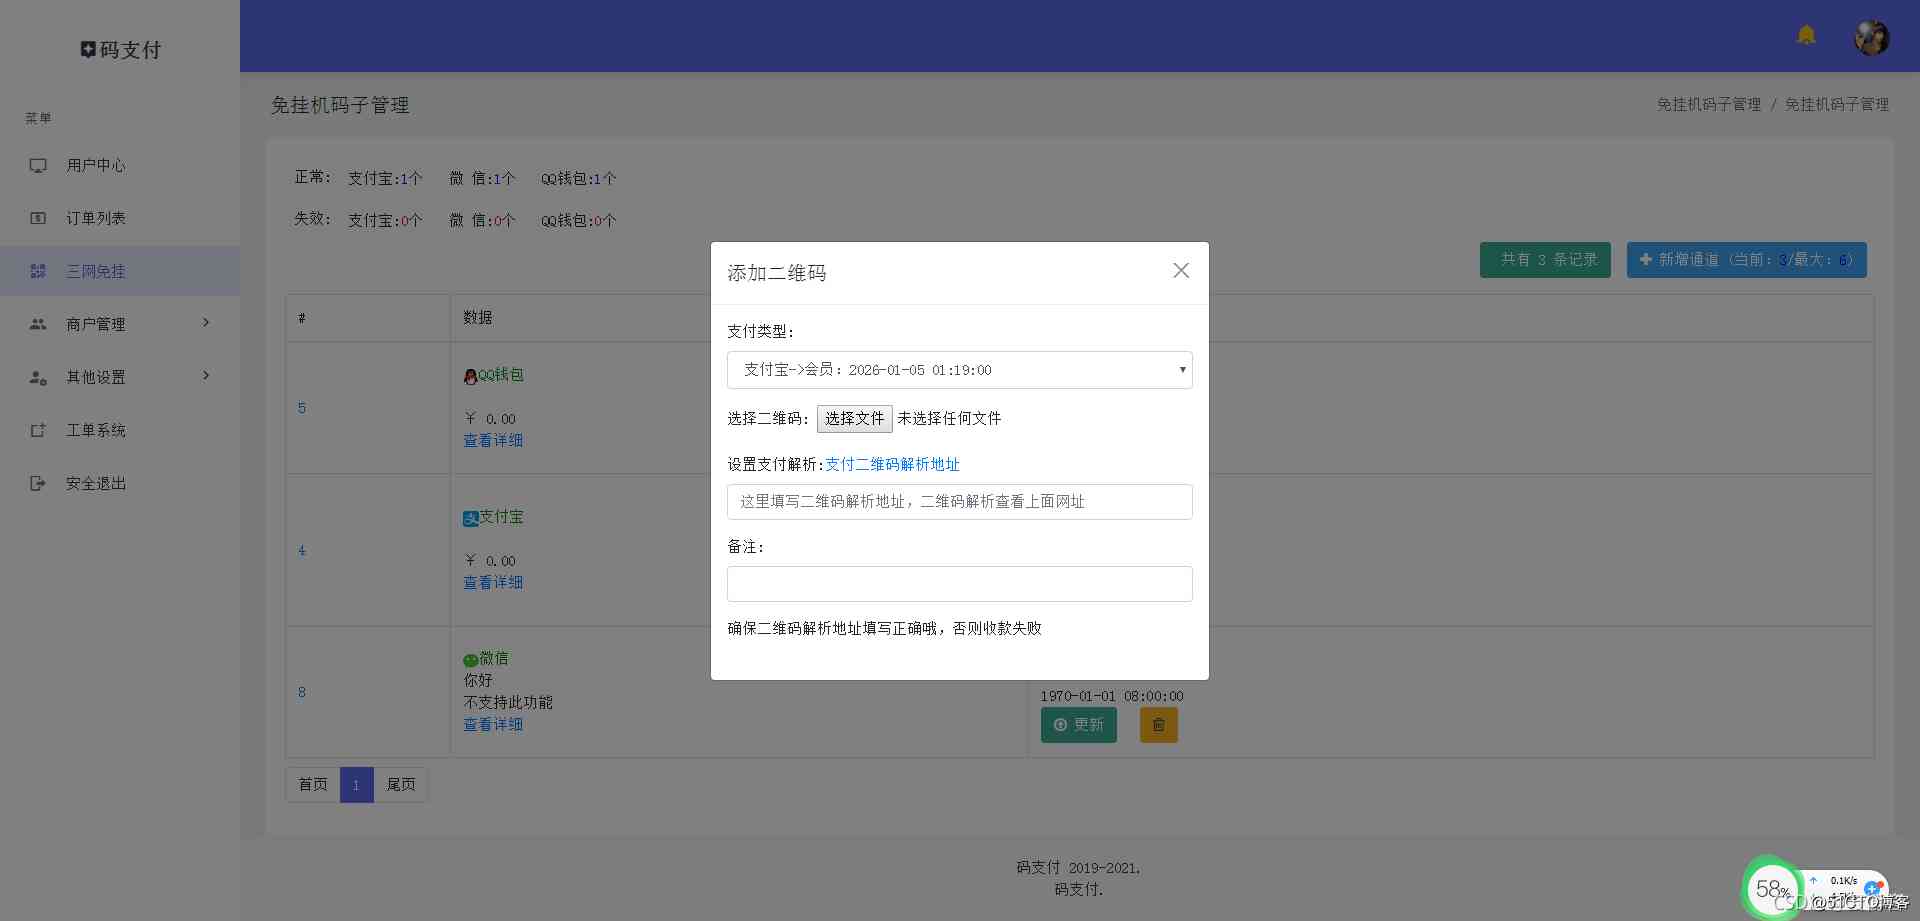 码支付
菜单
用户中心
订单列表
三网免挂
商户管理
其他设置
工单系统
安全退出
免挂机码子管理
免挂机码子管理 / 免挂机码子管理
正常: 支付宝:1个 微 信:1个 QQ钱包:1个
失效: 支付宝:0个 微 信:0个 QQ钱包:0个
共有 3 条记录
新增通道（当前：3/最大：6）
# 数据
5
QQ钱包
￥ 0.00
查看详细
4
支付宝
￥ 0.00
查看详细
8
微信
你好
不支持此功能
查看详细
1970-01-01 08:00:00
更新
首页 1 尾页
添加二维码
支付类型:
支付宝->会员：2026-01-05 01:19:00
选择二维码: 选择文件 未选择任何文件
设置支付解析:支付二维码解析地址
这里填写二维码解析地址，二维码解析查看上面网址
备注:
确保二维码解析地址填写正确哦，否则收款失败
码支付 2019-2021.
码支付.
58%
0.1K/s
@51CTO博客